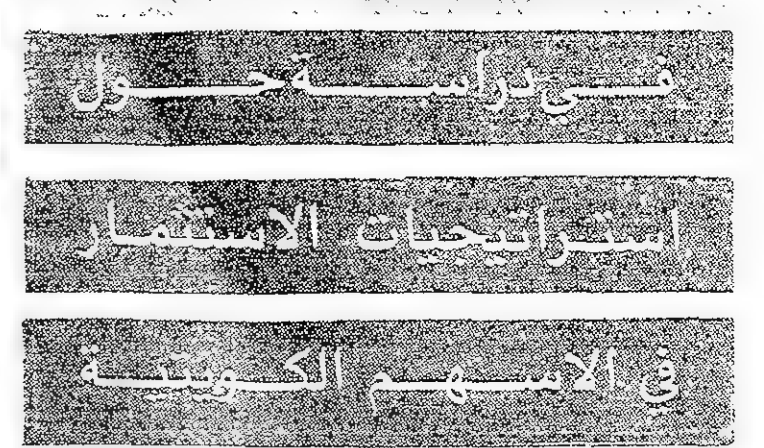 في دراسة حول
استراتيجيات الاستثمار
في الاسهم الكويتية